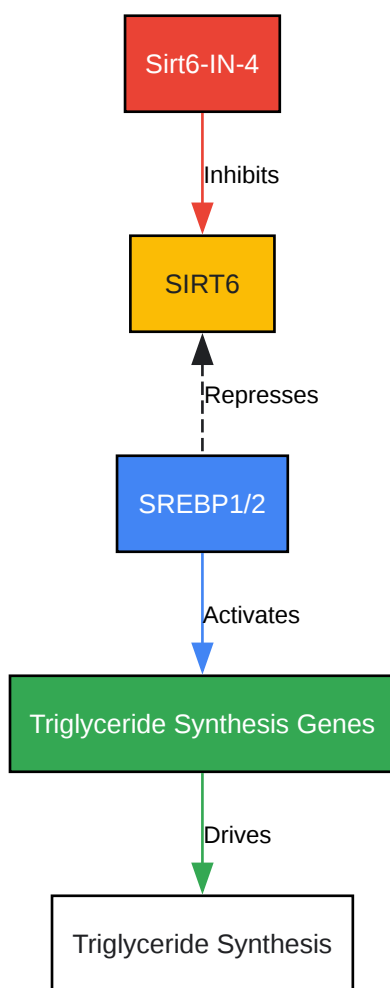 Sirt6-IN-4
Inhibits
SIRT6
Represses
SREBP1/2
Activates
Triglyceride Synthesis Genes
Drives
Triglyceride Synthesis